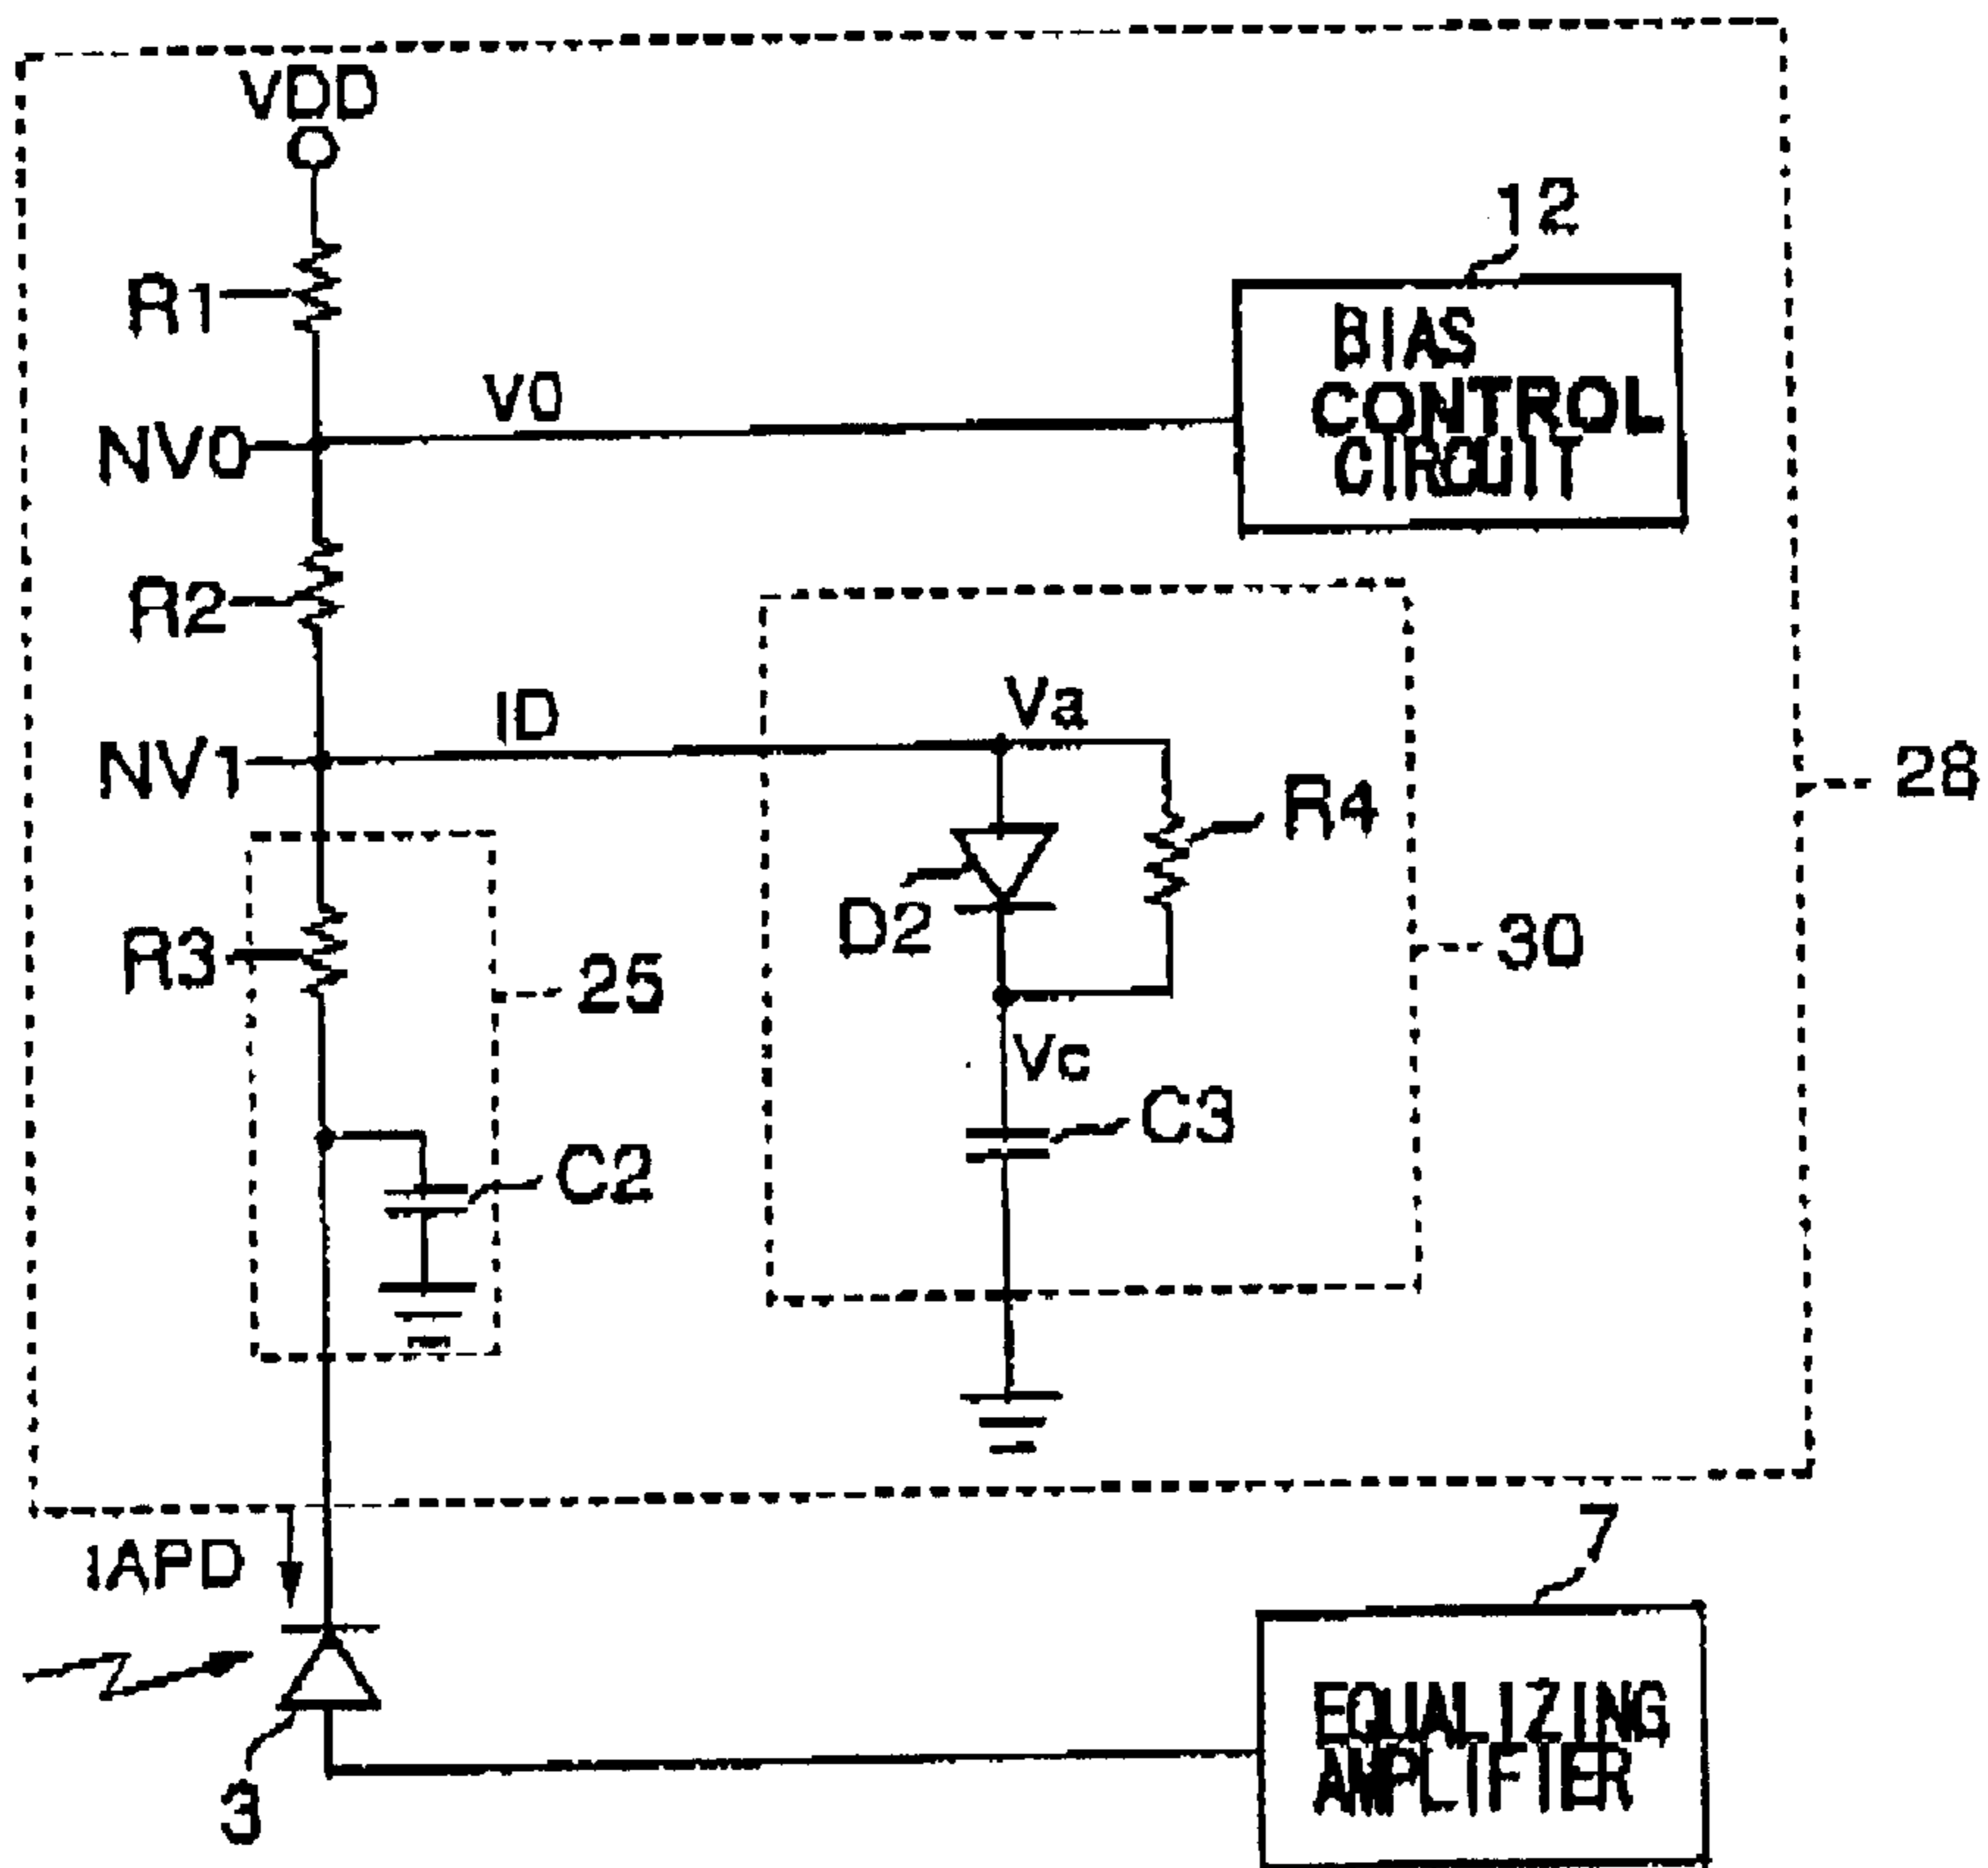 VDD
12
R1
BIAS
CONTROL
CIRCUIT
V0
NV0
R2
Va
ID
NV1
28
R4
D2
30
R3
25
Vc
C3
C2
7
IAPD
EQUALIZING
AMPLIFIER
3